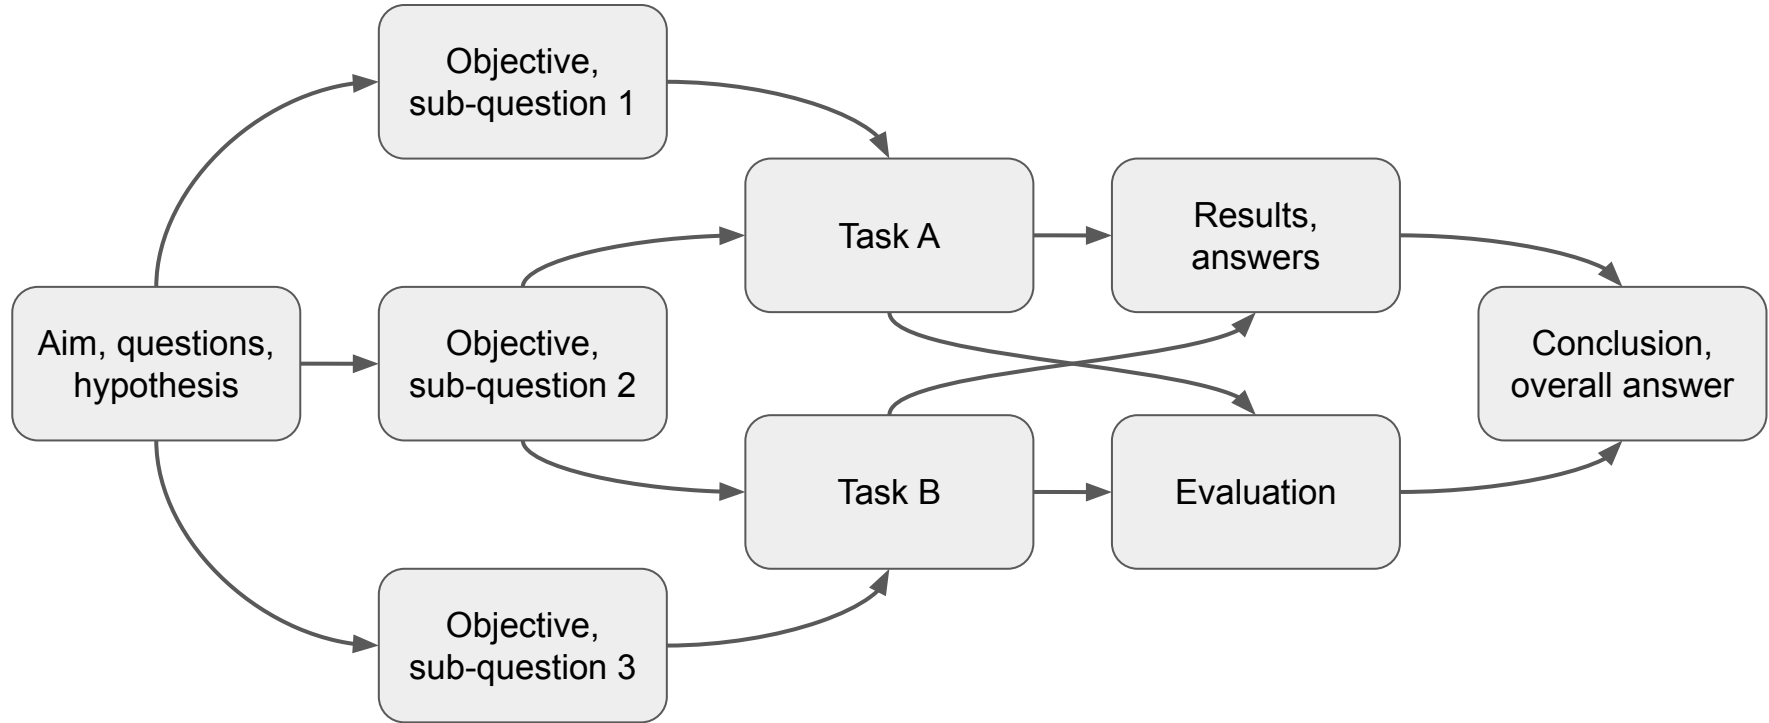 Objective,
sub-question 1
Task A
Results,
answers
Aim, questions,
hypothesis
Objective,
sub-question 2
Conclusion,
overall answer
Task B
Evaluation
Objective,
sub-question 3